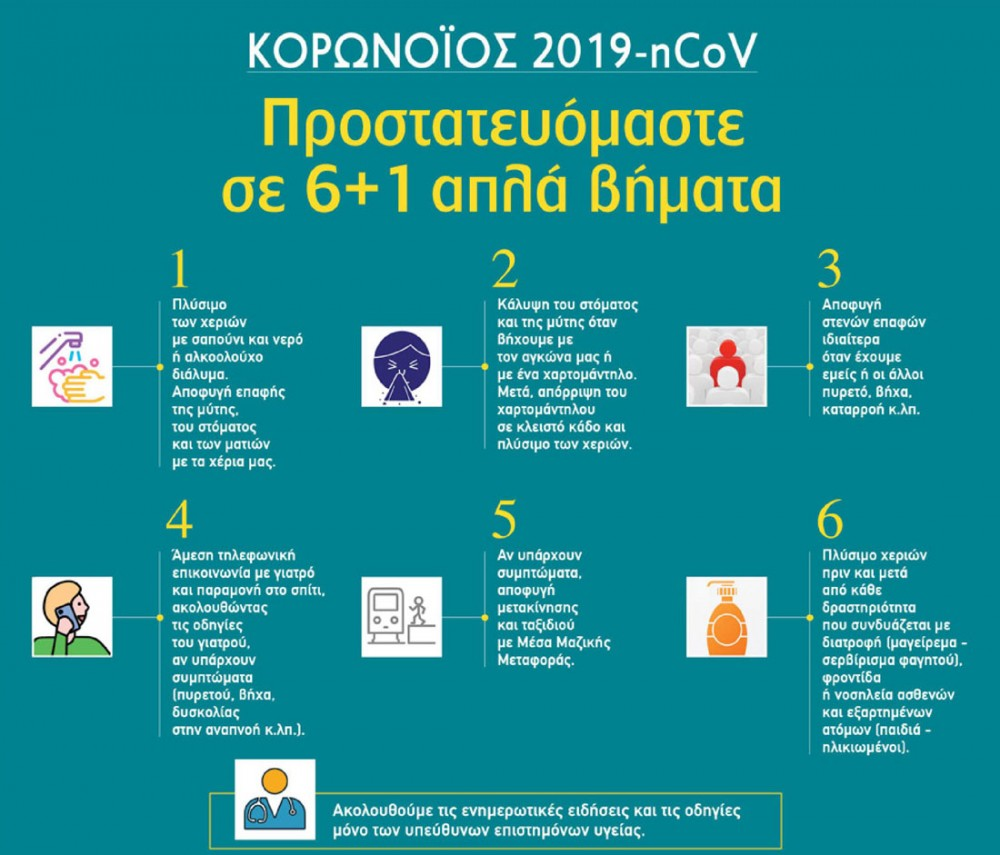 ΚΟΡΩΝΟΪΟΣ 2019-nCoV
Προστατευόμαστε
σε 6+1 απλά βήματα
1
Πλύσιμο
των χεριών
με σαπούνι και νερό
ή αλκοολούχο
διάλυμα.
Αποφυγή επαφής
της μύτης,
του στόματος
και των ματιών
με τα χέρια μας.
2
Κάλυψη του στόματος
και της μύτης όταν
βήχουμε με
τον αγκώνα μας ή
με ένα χαρτομάντηλο.
Μετά, απόρριψη του
χαρτομάντηλου
σε κλειστό κάδο και
πλύσιμο των χεριών.
3
Αποφυγή
στενών επαφών
ιδιαίτερα
όταν έχουμε
εμείς ή οι άλλοι
πυρετό, βήχα,
καταρροή κ.λπ.
4
Άμεση τηλεφωνική
επικοινωνία με γιατρό
και παραμονή στο σπίτι,
ακολουθώντας
τις οδηγίες
του γιατρού,
αν υπάρχουν
συμπτώματα
(πυρετού, βήχα,
δυσκολίας
στην αναπνοή κ.λπ.).
5
Αν υπάρχουν
συμπτώματα,
αποφυγή
μετακίνησης
και ταξιδιού
με Μέσα Μαζικής
Μεταφοράς.
6
Πλύσιμο χεριών
πριν και μετά
από κάθε
δραστηριότητα
που συνδυάζεται με
διατροφή (μαγείρεμα -
σερβίρισμα φαγητού),
φροντίδα
ή νοσηλεία ασθενών
και εξαρτημένων
ατόμων (παιδιά -
ηλικιωμένοι).
Ακολουθούμε τις ενημερωτικές ειδήσεις και τις οδηγίες
μόνο των υπεύθυνων επιστημόνων υγείας.